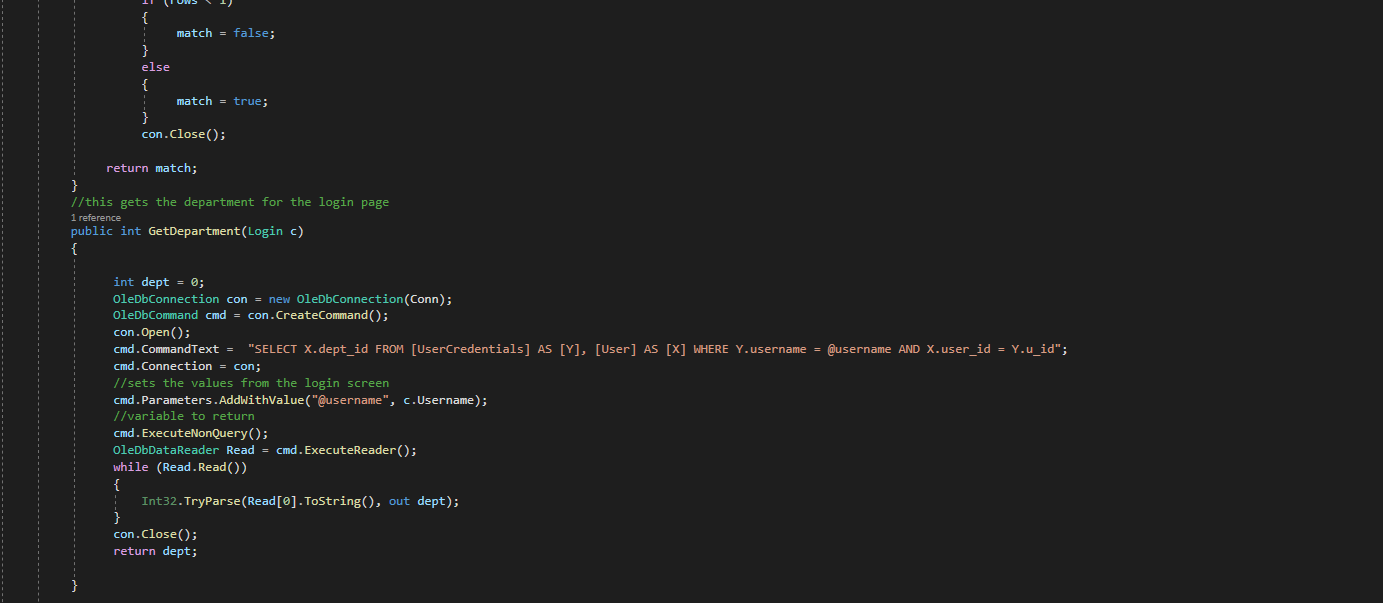 if (rows < 1)
{
match = false;
}
else
{
match = true;
}
con.Close();
return match;
}
//this gets the department for the login page
1 reference
public int GetDepartment(Login c)
{
int dept = 0;
OleDbConnection con = new OleDbConnection(Conn);
OleDbCommand cmd = con.CreateCommand();
con.Open();
cmd.CommandText =  "SELECT X.dept_id FROM [UserCredentials] AS [Y], [User] AS [X] WHERE Y.username = @username AND X.user_id = Y.u_id";
cmd.Connection = con;
//sets the values from the login screen
cmd.Parameters.AddWithValue("@username", c.Username);
//variable to return
cmd.ExecuteNonQuery();
OleDbDataReader Read = cmd.ExecuteReader();
while (Read.Read())
{
Int32.TryParse(Read[0].ToString(), out dept);
}
con.Close();
return dept;
}